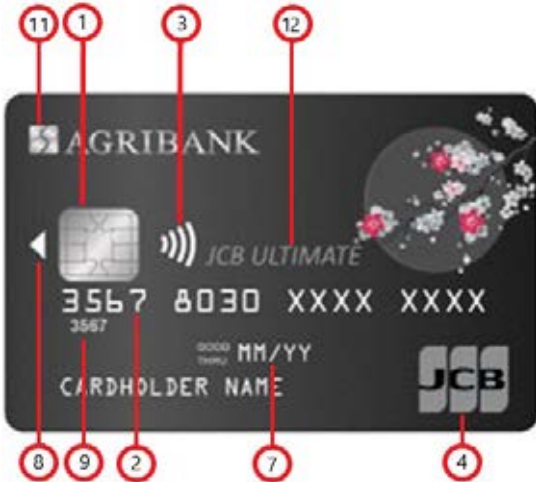 1 3 12
11
AGRIBANK
JCB ULTIMATE
3567 8030 XXXX XXXX
3567
GOOD THRU MM/YY
CARDHOLDER NAME
JCB
8 9 2 7 4